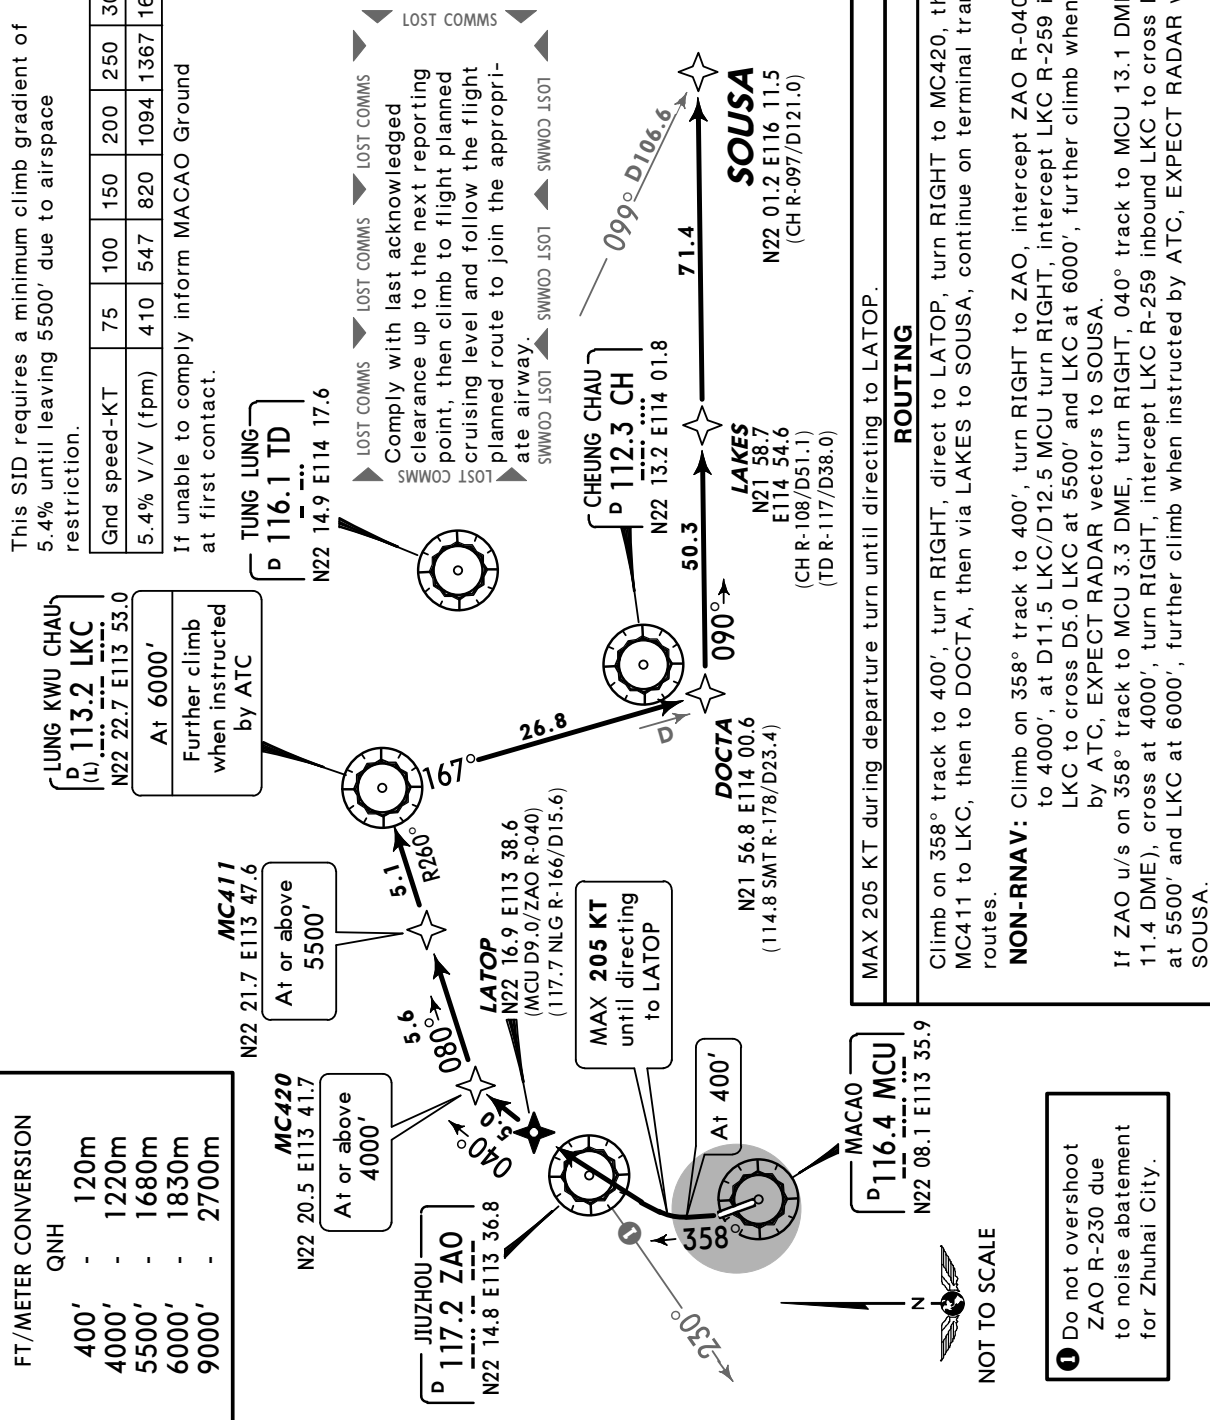 FT/METER CONVERSION
QNH
400' - 120m
4000' - 1220m
5500' - 1680m
6000' - 1830m
9000' - 2700m
This SID requires a minimum climb gradient of
5.4% until leaving 5500' due to airspace
restriction.
Gnd speed-KT 75 100 150 200 250
5.4% V/V (fpm) 410 547 820 1094 1367
If unable to comply inform MACAO Ground
at first contact.
LOST COMMS LOST COMMS LOST COMMS LOST COMMS
LOST COMMS
Comply with last acknowledged
clearance up to the next reporting
point, then climb to flight planned
cruising level and follow the flight
planned route to join the appropri-
ate airway.
LOST COMMS
LOST COMMS LOST COMMS LOST COMMS
LUNG KWU CHAU
D
(L) 113.2 LKC
N22 22.7 E113 53.0
At 6000'
Further climb
when instructed
by ATC
TUNG LUNG
D 116.1 TD
N22 14.9 E114 17.6
MC411
N22 21.7 E113 47.6
At or above
5500'
5.1
R260°
167°
26.8
D
MC420
N22 20.5 E113 41.7
At or above
4000'
5.6
080°
040°
5.0
LATOP
N22 16.9 E113 38.6
(MCU D9.0/ZAO R-040)
(117.7 NLG R-166/D15.6)
CHEUNG CHAU
D 112.3 CH
N22 13.2 E114 01.8
099° D106.6
JIUZHOU
D 117.2 ZAO
N22 14.8 E113 36.8
MAX 205 KT
until directing
to LATOP
At 400'
1
358°
230°
DOCTA
N21 56.8 E114 00.6
(114.8 SMT R-178/D23.4)
090°
50.3
LAKES
N21 58.7
E114 54.6
(CH R-108/D51.1)
(TD R-117/D38.0)
71.4
SOUSA
N22 01.2 E116 11.5
(CH R-097/D121.0)
MACAO
D 116.4 MCU
N22 08.1 E113 35.9
N
NOT TO SCALE
1 Do not overshoot
ZAO R-230 due
to noise abatement
for Zhuhai City.
MAX 205 KT during departure turn until directing to LATOP.
ROUTING
Climb on 358° track to 400', turn RIGHT, direct to LATOP, turn RIGHT to MC420,
MC411 to LKC, then to DOCTA, then via LAKES to SOUSA, continue on terminal
routes.
NON-RNAV: Climb on 358° track to 400', turn RIGHT to ZAO, intercept ZAO R-040
to 4000', at D11.5 LKC/D12.5 MCU turn RIGHT, intercept LKC R-259
LKC to cross D5.0 LKC at 5500' and LKC at 6000', further climb when
by ATC, EXPECT RADAR vectors to SOUSA.
If ZAO u/s on 358° track to MCU 3.3 DME, turn RIGHT, 040° track to MCU 13.1
11.4 DME), cross at 4000', turn RIGHT, intercept LKC R-259 inbound LKC to cross
at 5500' and LKC at 6000', further climb when instructed by ATC, EXPECT RADAR
SOUSA.